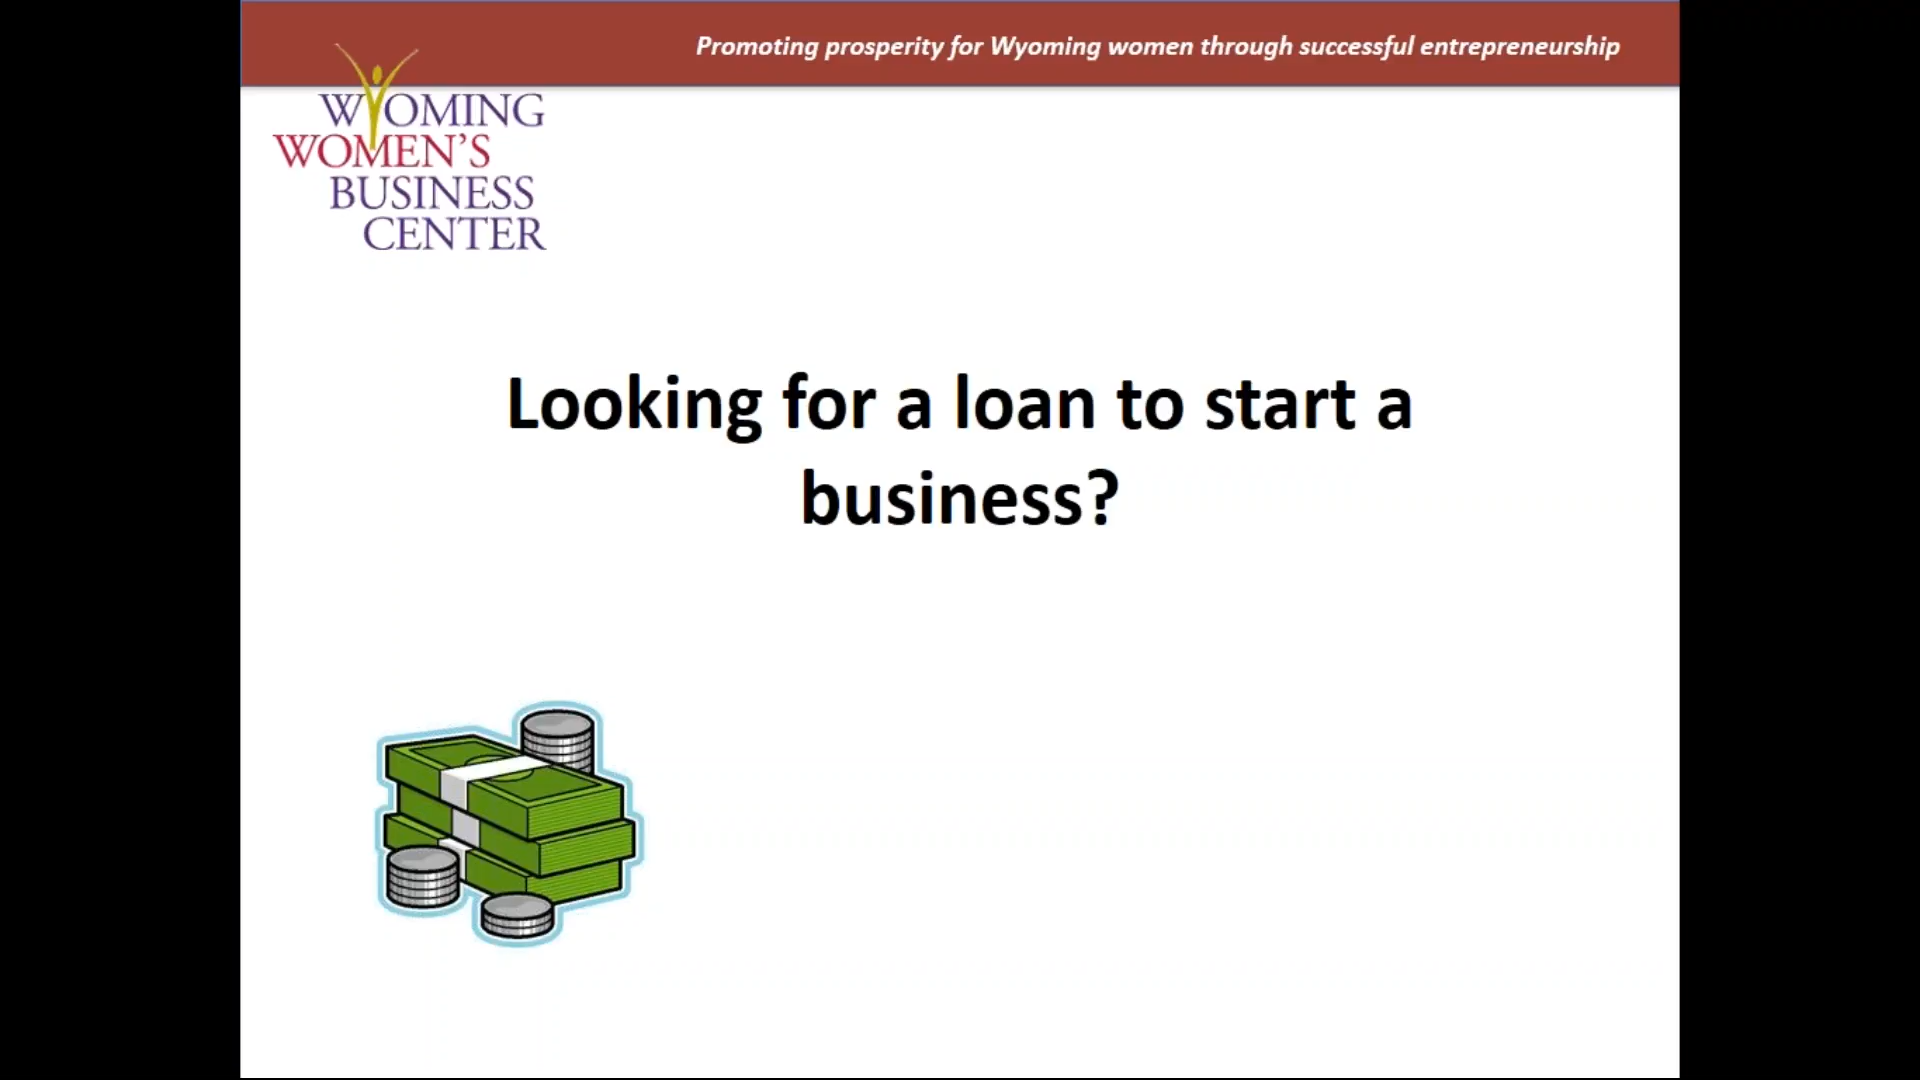 Promoting prosperity for Wyoming women through successful entrepreneurship
WYOMING
WOMEN'S
BUSINESS
CENTER
Looking for a loan to start a
business?